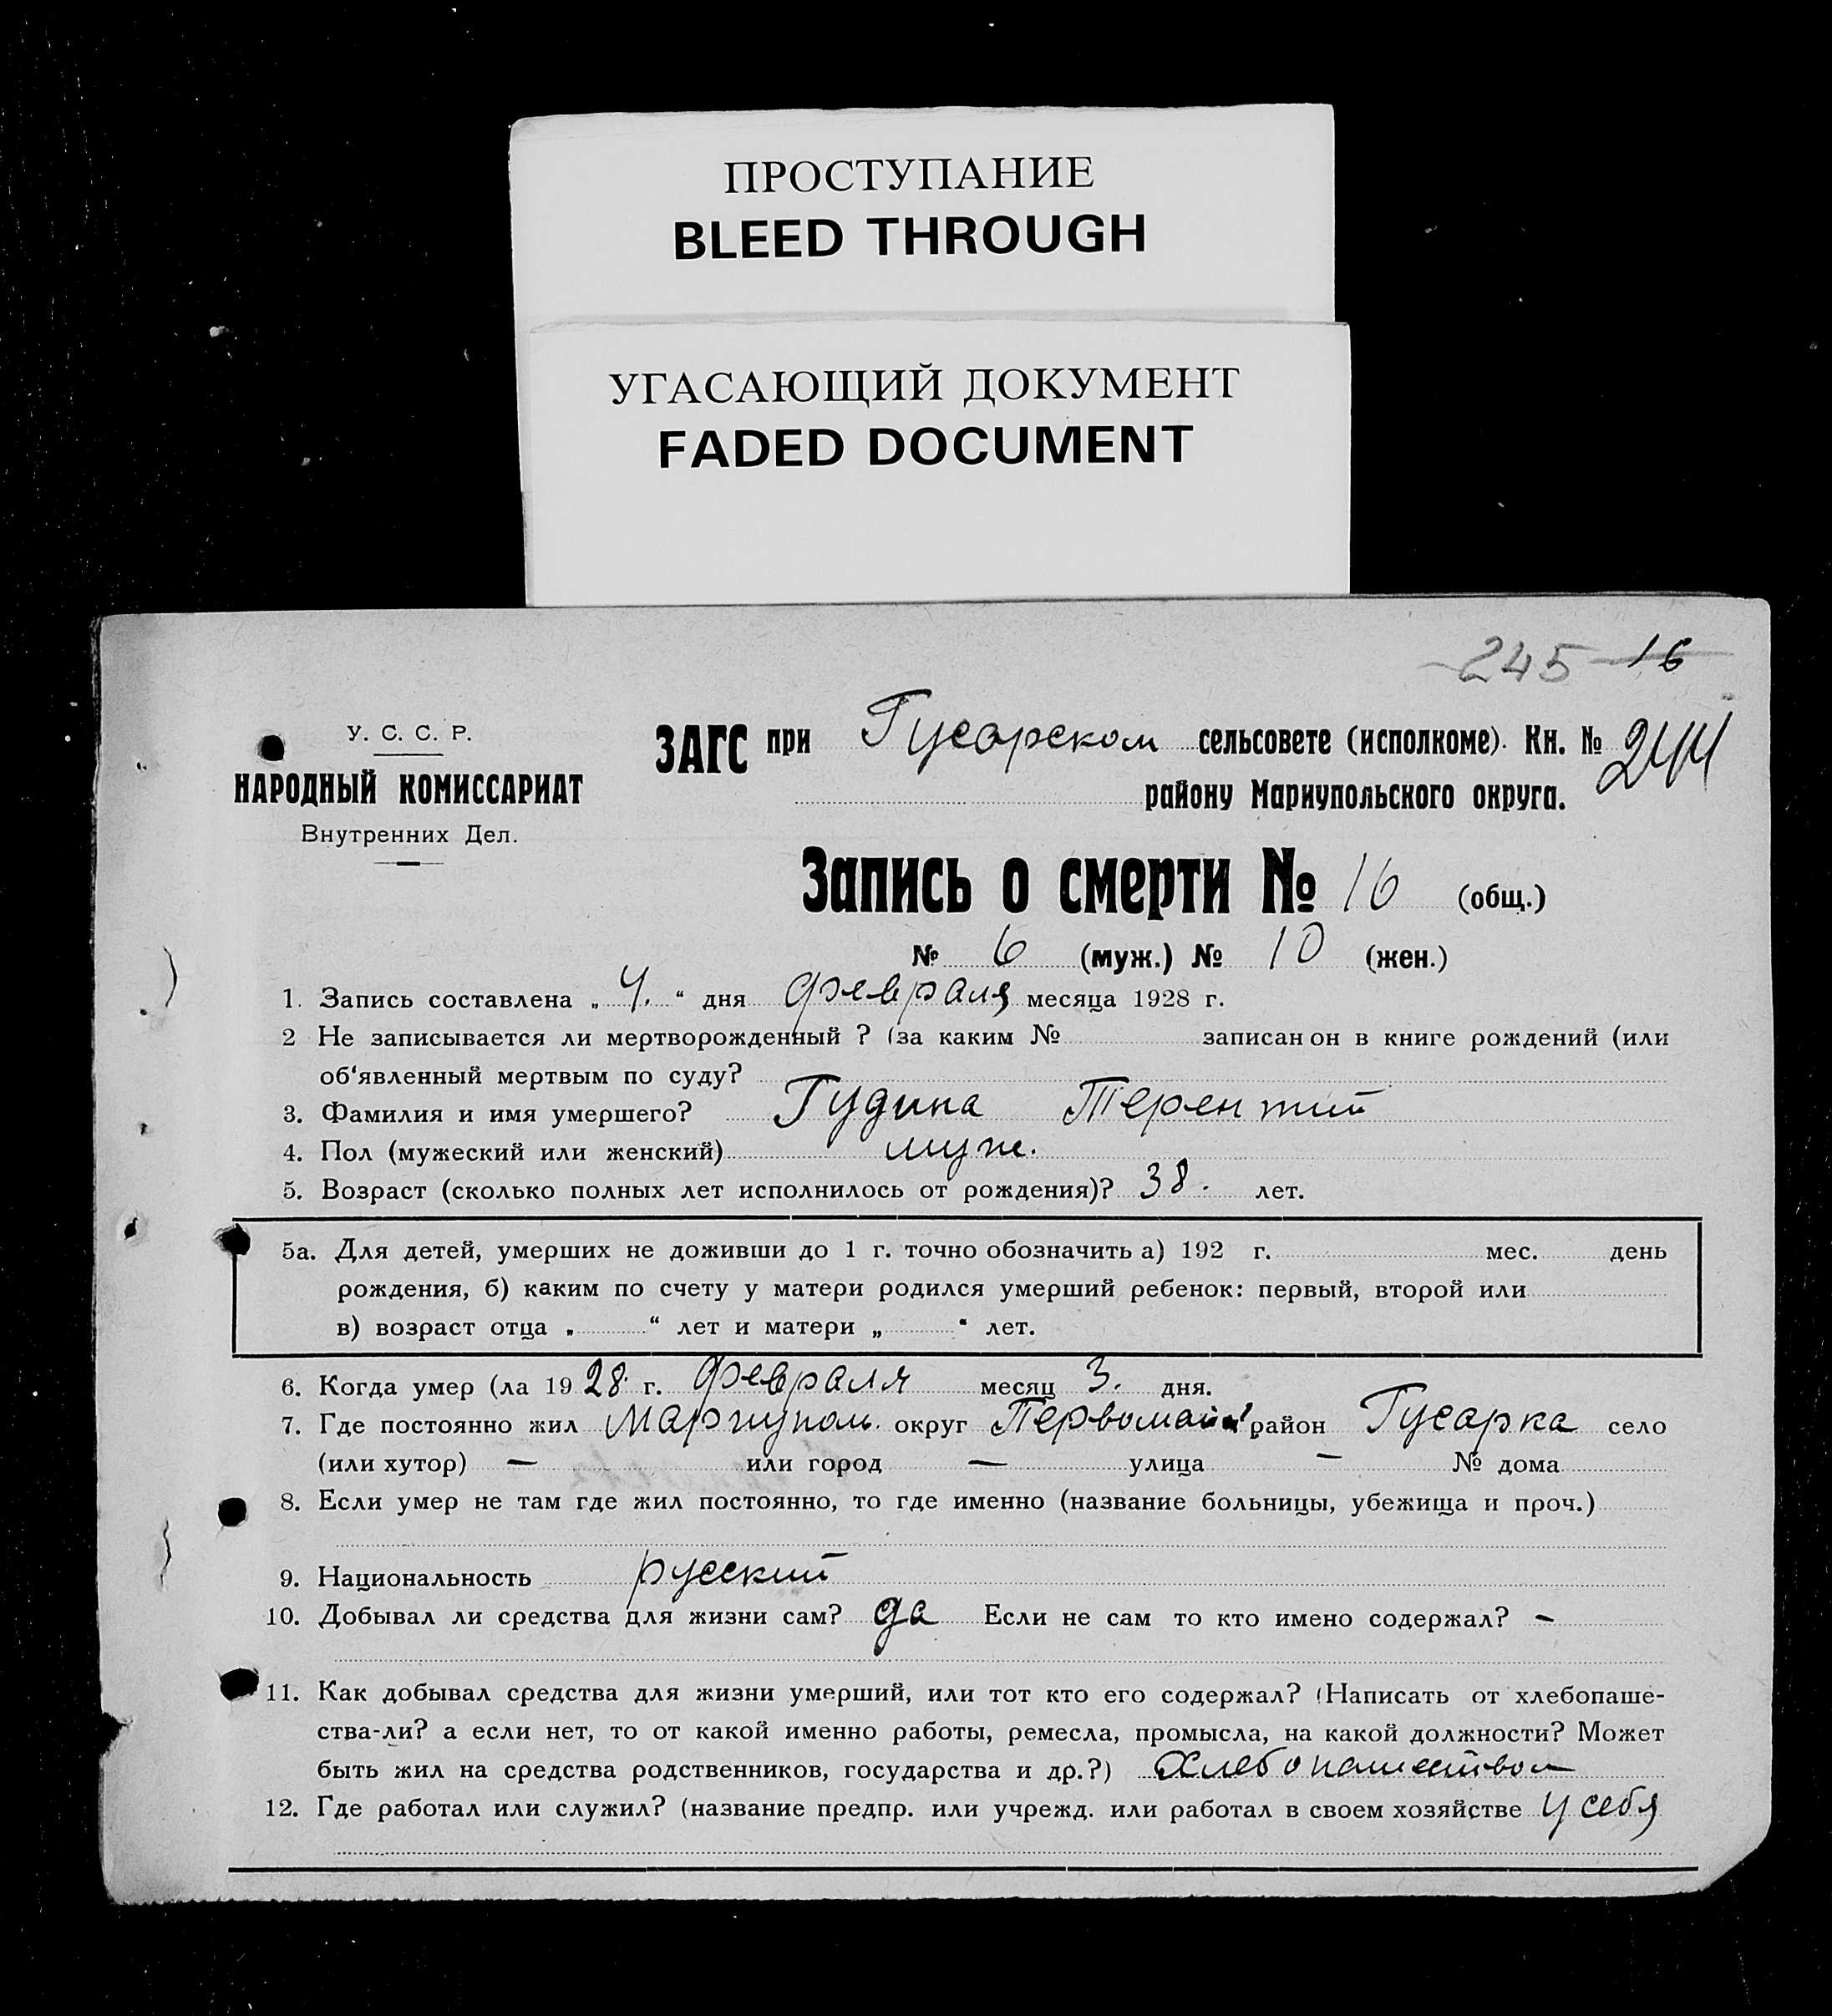 ПРОСТУПАНИЕ
BLEED THROUGH
УГАСАЮЩИЙ ДОКУМЕНТ
FADED DOCUMENT
245 16
У. С. С. Р.
НАРОДНЫЙ КОМИССАРИАТ
Внутренних Дел.
ЗАГС при Гусарском сельсовете (исполкоме). Кн. № 244
району Мариупольского округа.
Запись о смерти № 16 (общ.)
№ 6 (муж.) № 10 (жен.)
1. Запись составлена „ 4. “ дня февраля месяца 1928 г.
2 Не записывается ли мертворожденный ? (за каким № записан он в книге рождений (или
об‘явленный мертвым по суду?
3. Фамилия и имя умершего? Гудина Терентий
4. Пол (мужеский или женский) муж.
5. Возраст (сколько полных лет исполнилось от рождения)? 38. лет.
5а. Для детей, умерших не доживши до 1 г. точно обозначить а) 192 г. мес. день
рождения, б) каким по счету у матери родился умерший ребенок: первый, второй или
в) возраст отца „ “ лет и матери „ “ лет.
6. Когда умер (ла 1928 г. февраля месяц 3. дня.
7. Где постоянно жил Мариупол. округ Первомайск район Гусарка село
(или хутор) — или город — улица — № дома
8. Если умер не там где жил постоянно, то где именно (название больницы, убежища и проч.)
9. Национальность русский
10. Добывал ли средства для жизни сам? да Если не сам то кто имено содержал? —
11. Как добывал средства для жизни умерший, или тот кто его содержал? (Написать от хлебопаше-
ства-ли? а если нет, то от какой именно работы, ремесла, промысла, на какой должности? Может
быть жил на средства родственников, государства и др.?) Хлебопашеством
12. Где работал или служил? (название предпр. или учрежд. или работал в своем хозяйстве у себя